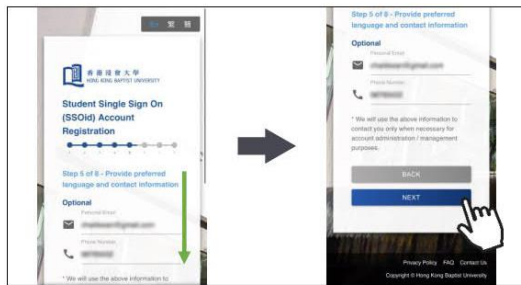 En 繁 簡
香港浸會大學
HONG KONG BAPTIST UNIVERSITY
Student Single Sign On
(SSOid) Account
Registration
Step 5 of 8 - Provide preferred
language and contact information
Optional
Personal Email
Phone Number
* We will use the above information to
Step 5 of 8 - Provide preferred
language and contact information
Optional
Personal Email
Phone Number
* We will use the above information to
contact you only when necessary for
account administration / management
purposes.
BACK
NEXT
Privacy Policy FAQ Contact Us
Copyright © Hong Kong Baptist University